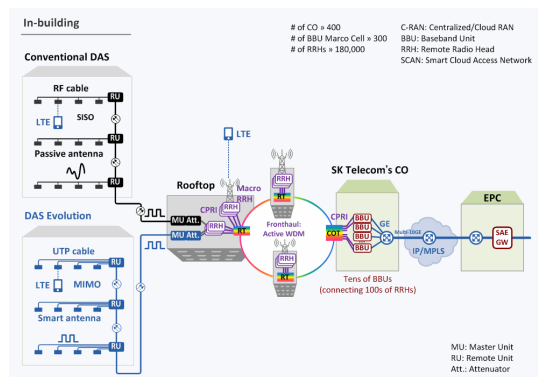 In-building
# of CO » 400
# of BBU Marco Cell » 300
# of RRHs » 180,000
C-RAN: Centralized/Cloud RAN
BBU: Baseband Unit
RRH: Remote Radio Head
SCAN: Smart Cloud Access Network
Conventional DAS
RF cable
RU
LTE
SISO
RU
Passive antenna
RU
DAS Evolution
UTP cable
RU
LTE
MIMO
RU
Smart antenna
RU
LTE
Rooftop
Macro
RRH
RRH
CPRI
RRH
MU Att.
MU Att.
RT
RRH
RT
Fronthaul:
Active WDM
RRH
RT
SK Telecom's CO
CPRI
COT
BBU
BBU
BBU
BBU
GE
Tens of BBUs
(connecting 100s of RRHs)
Multi-10GE
IP/MPLS
EPC
SAE
GW
MU: Master Unit
RU: Remote Unit
Att.: Attenuator